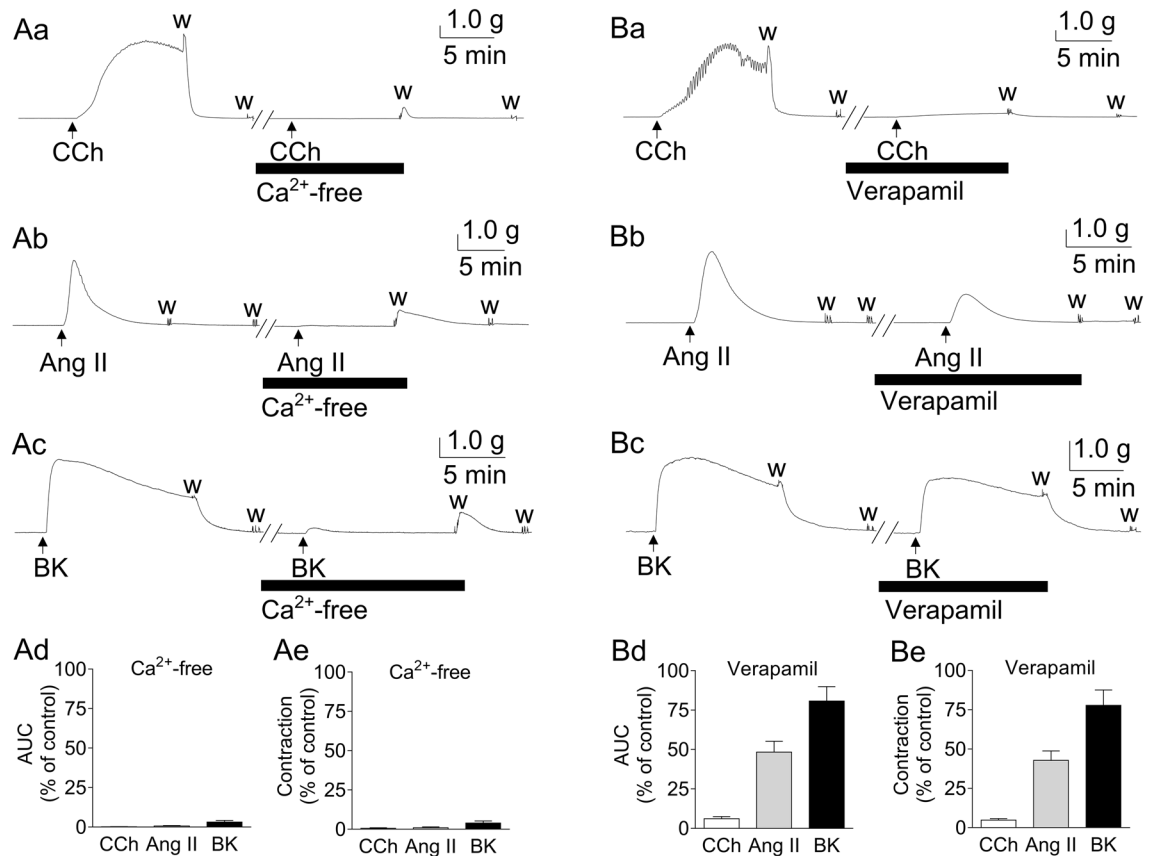 Aa
1.0 g
5 min
W
W
W
W
CCh
CCh
Ca²⁺-free
Ab
1.0 g
5 min
W
W
W
W
Ang II
Ang II
Ca²⁺-free
Ac
1.0 g
5 min
W
W
W
W
BK
BK
Ca²⁺-free
Ad
Ca²⁺-free
100
75
50
25
0
AUC
(% of control)
CCh Ang II BK
Ae
Ca²⁺-free
100
75
50
25
0
Contraction
(% of control)
CCh Ang II BK
Ba
1.0 g
5 min
W
W
W
W
CCh
CCh
Verapamil
Bb
1.0 g
5 min
W
W
W
W
Ang II
Ang II
Verapamil
Bc
1.0 g
5 min
W
W
W
W
BK
BK
Verapamil
Bd
Verapamil
100
75
50
25
0
AUC
(% of control)
CCh Ang II BK
Be
Verapamil
100
75
50
25
0
Contraction
(% of control)
CCh Ang II BK